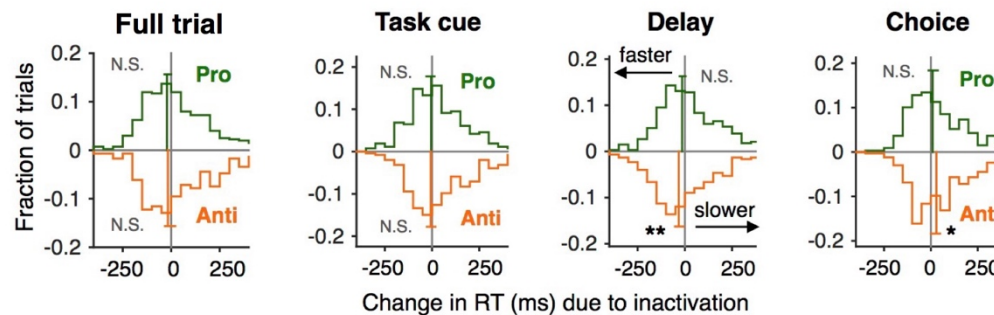 Full trial Task cue Delay Choice
Fraction of trials
0.2 0.1 0 -0.1 -0.2
N.S. Pro
N.S. Anti
-250 0
0.2 0.1 0 -0.1 -0.2
N.S. Pro
N.S. Anti
-250 0 250
0.2 0.1 0 -0.1 -0.2
faster N.S.
** slower
-250 0 250
0.2 0.1 0 -0.1 -0.2
N.S. Pro
Anti
*
-250 0 250
Change in RT (ms) due to inactivation